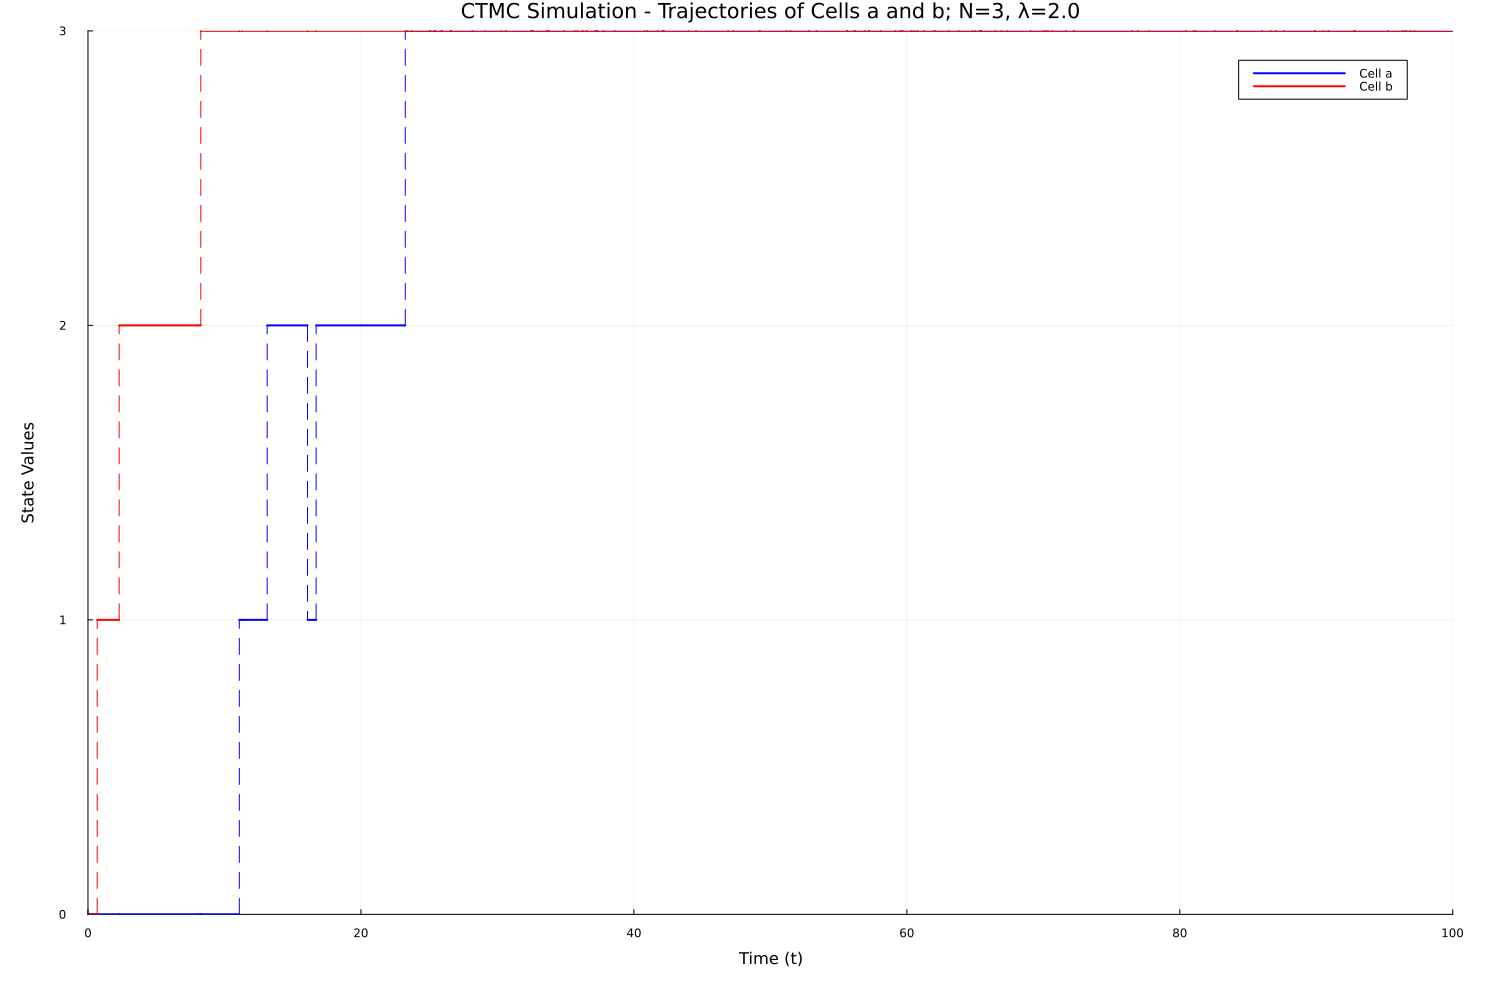 CTMC Simulation - Trajectories of Cells a and b; N=3, λ=2.0
3
Cell a
Cell b
2
State Values
1
0
0 20 40 60 80 100
Time (t)